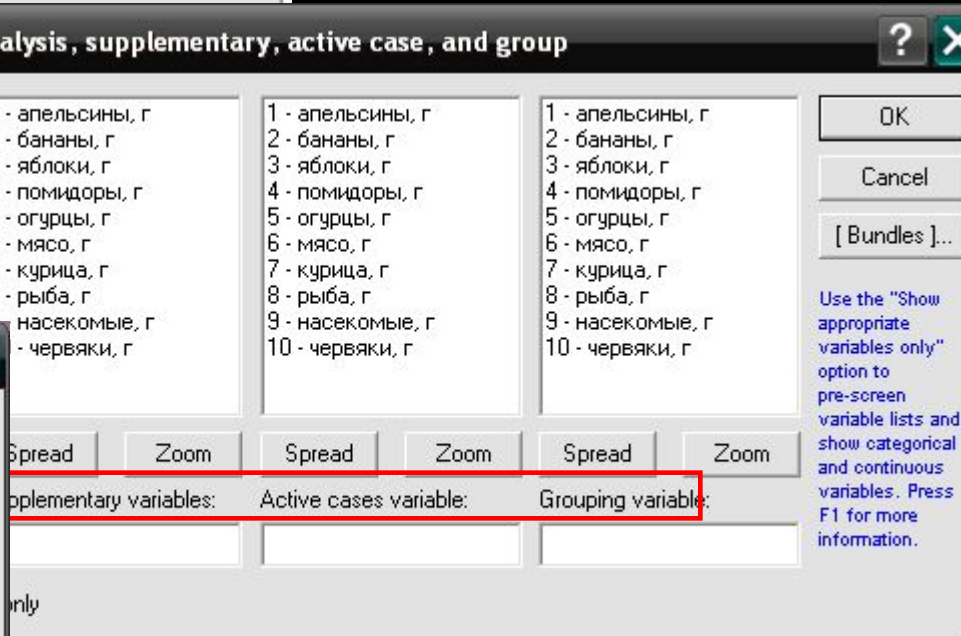 alysis, supplementary, active case, and group
- апельсины, г
- бананы, г
- яблоки, г
- помидоры, г
- огурцы, г
- мясо, г
- курица, г
- рыба, г
насекомые, г
- червяки, г
Spread Zoom
pplementary variables:
1 - апельсины, г
2 - бананы, г
3 - яблоки, г
4 - помидоры, г
5 - огурцы, г
6 - мясо, г
7 - курица, г
8 - рыба, г
9 - насекомые, г
10 - червяки, г
Spread Zoom
Active cases variable:
1 - апельсины, г
2 - бананы, г
3 - яблоки, г
4 - помидоры, г
5 - огурцы, г
6 - мясо, г
7 - курица, г
8 - рыба, г
9 - насекомые, г
10 - червяки, г
Spread Zoom
Grouping variable:
OK
Cancel
[ Bundles ]...
Use the "Show
appropriate
variables only"
option to
pre-screen
variable lists and
show categorical
and continuous
variables. Press
F1 for more
information.
only